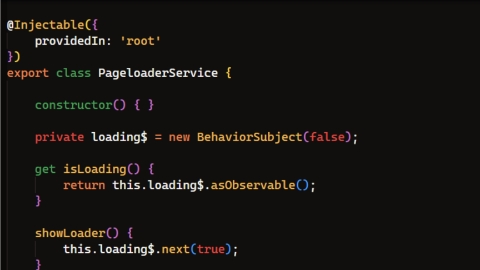 @Injectable({
    providedIn: 'root'
})
export class PageloaderService {
    constructor() { }
    private loading$ = new BehaviorSubject(false);
    get isLoading() {
        return this.loading$.asObservable();
    }
    showLoader() {
        this.loading$.next(true);
    }